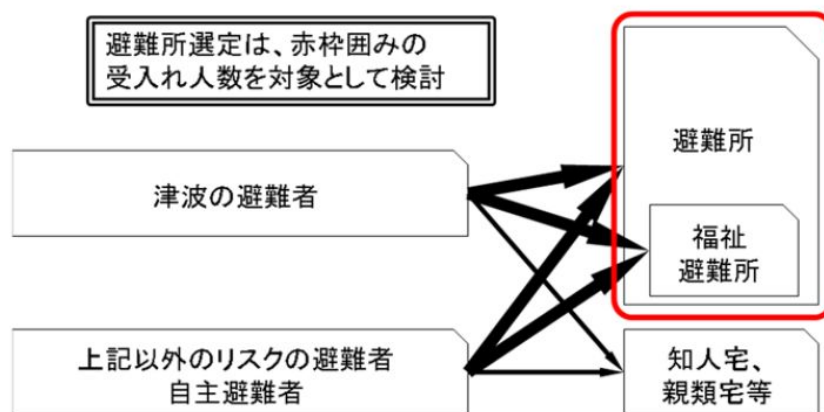 避難所選定は、赤枠囲みの
受入れ人数を対象として検討
避難所
津波の避難者
福祉
避難所
上記以外のリスクの避難者
自主避難者
知人宅、
親類宅等